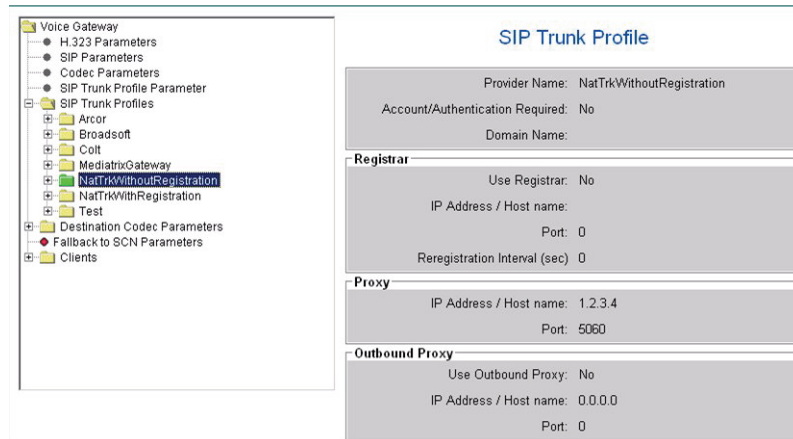 Voice Gateway
H.323 Parameters
SIP Parameters
Codec Parameters
SIP Trunk Profile Parameter
SIP Trunk Profiles
Arcor
Broadsoft
Colt
MediatrixGateway
NatTrkWithoutRegistration
NatTrkWithRegistration
Test
Destination Codec Parameters
Fallback to SCN Parameters
Clients
SIP Trunk Profile
Provider Name: NatTrkWithoutRegistration
Account/Authentication Required: No
Domain Name:
Registrar
Use Registrar: No
IP Address / Host name:
Port: 0
Reregistration Interval (sec) 0
Proxy
IP Address / Host name: 1.2.3.4
Port: 5060
Outbound Proxy
Use Outbound Proxy: No
IP Address / Host name: 0.0.0.0
Port: 0